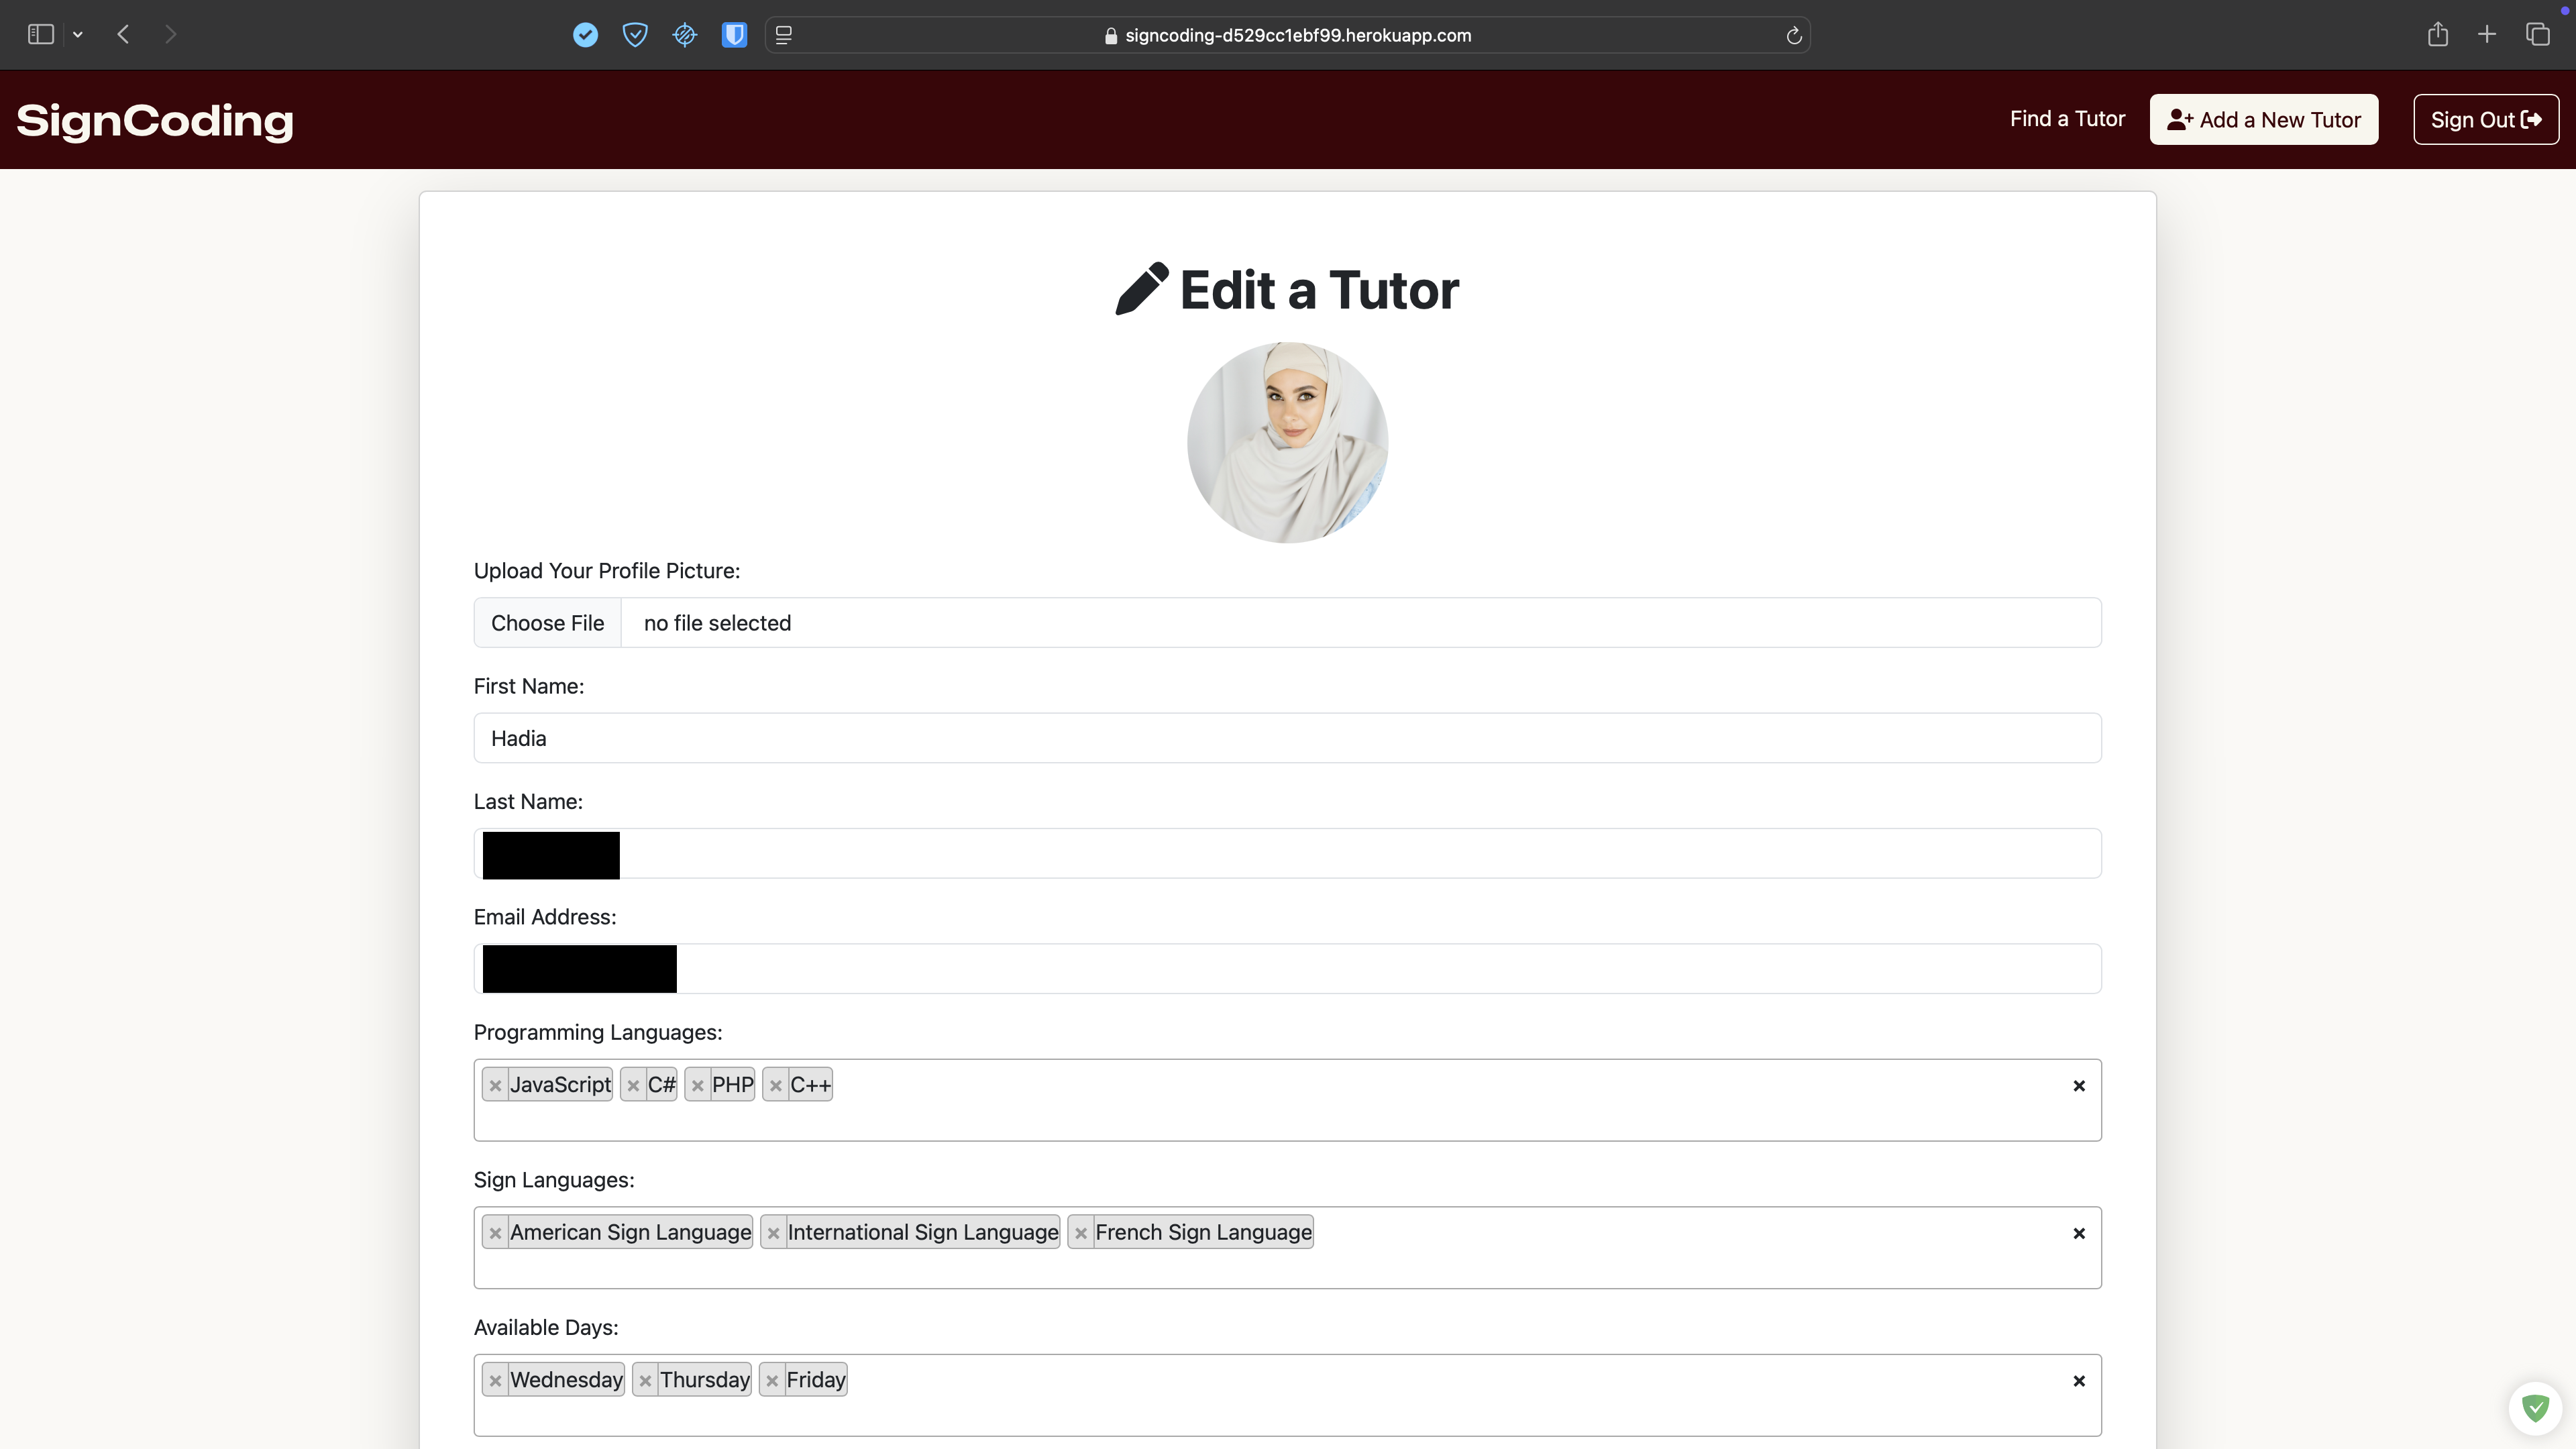 signcoding-d529cc1ebf99.herokuapp.com
SignCoding
Find a Tutor
Add a New Tutor
Sign Out
Edit a Tutor
Upload Your Profile Picture:
Choose File no file selected
First Name:
Hadia
Last Name:
Email Address:
Programming Languages:
× JavaScript × C# × PHP × C++ ×
Sign Languages:
× American Sign Language × International Sign Language × French Sign Language ×
Available Days:
× Wednesday × Thursday × Friday ×